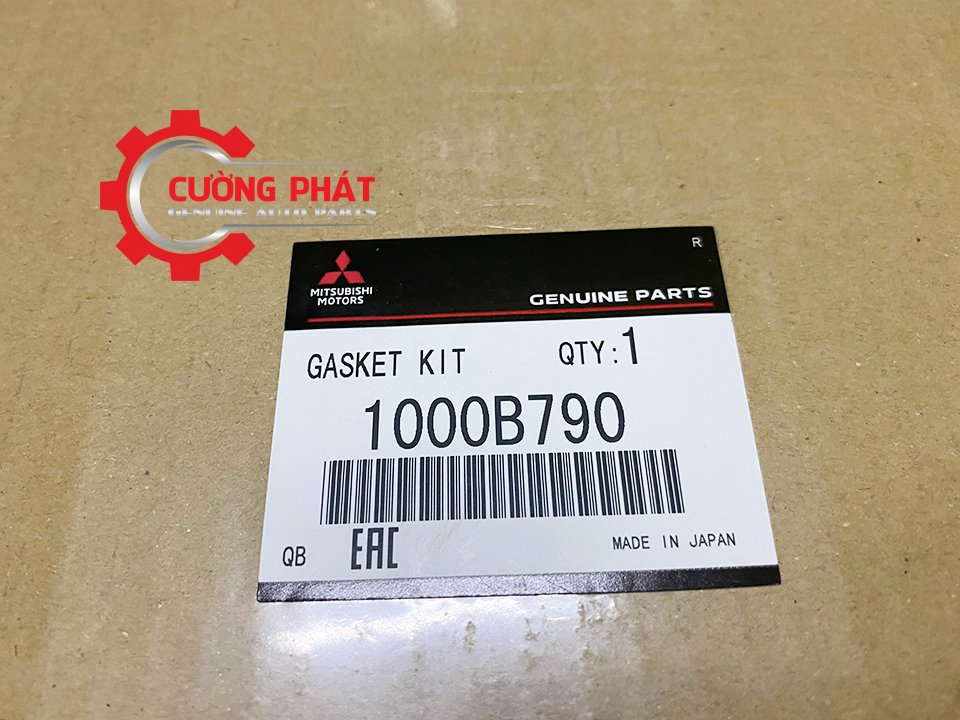 CƯỜNG PHÁT
GENUINE AUTO PARTS
R
MITSUBISHI
MOTORS
GENUINE PARTS
GASKET KIT QTY:1
1000B790
QB EAC MADE IN JAPAN